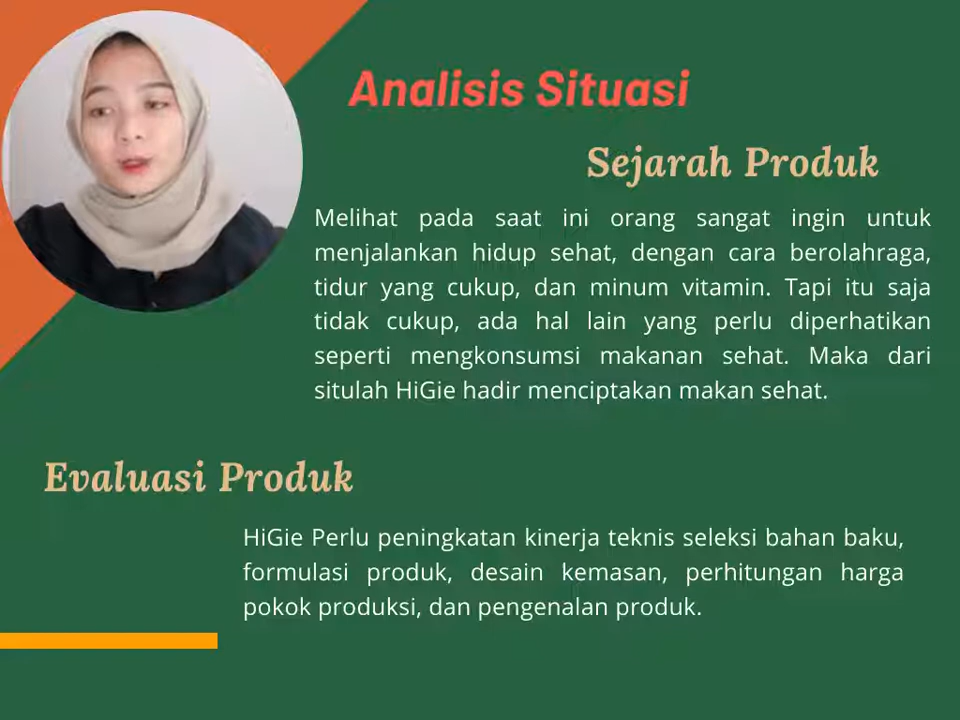 Analisis Situasi
Sejarah Produk
Melihat pada saat ini orang sangat ingin untuk
menjalankan hidup sehat, dengan cara berolahraga,
tidur yang cukup, dan minum vitamin. Tapi itu saja
tidak cukup, ada hal lain yang perlu diperhatikan
seperti mengkonsumsi makanan sehat. Maka dari
situlah HiGie hadir menciptakan makan sehat.
Evaluasi Produk
HiGie Perlu peningkatan kinerja teknis seleksi bahan baku,
formulasi produk, desain kemasan, perhitungan harga
pokok produksi, dan pengenalan produk.